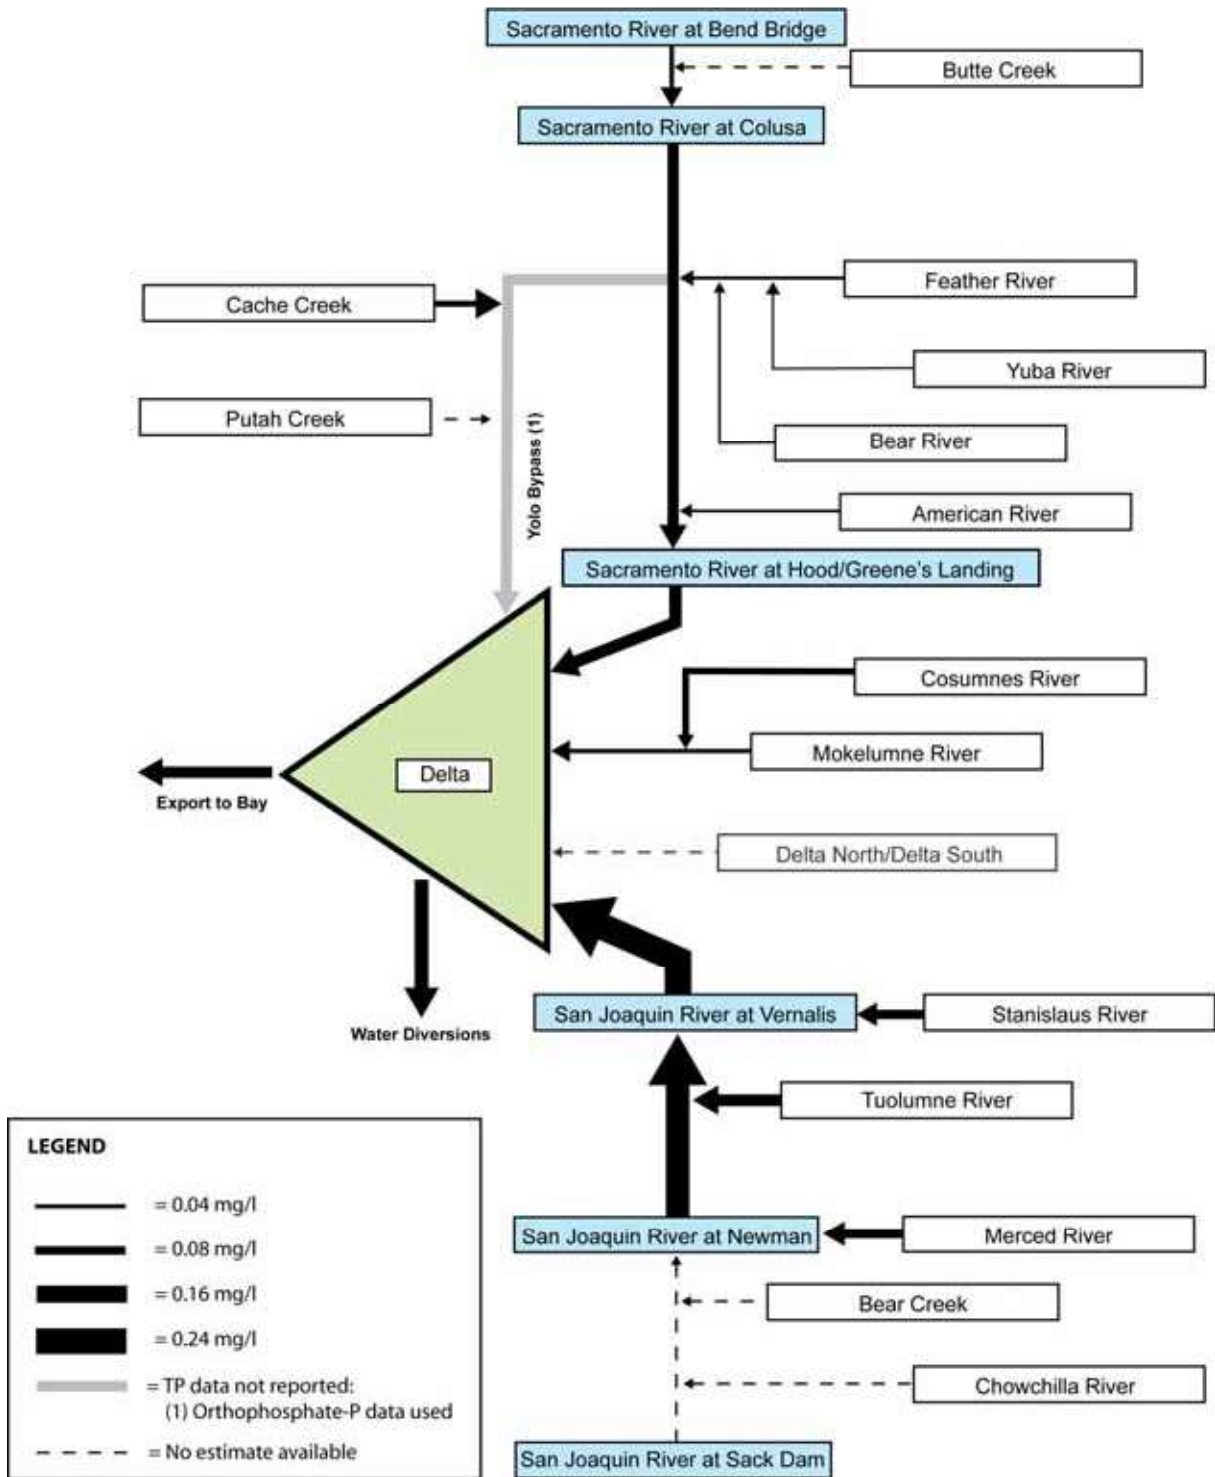 Sacramento River at Bend Bridge
Butte Creek
Sacramento River at Colusa
Feather River
Cache Creek
Yuba River
Putah Creek
Bear River
Yolo Bypass (1)
American River
Sacramento River at Hood/Greene's Landing
Cosumnes River
Mokelumne River
Delta
Export to Bay
Delta North/Delta South
San Joaquin River at Vernalis
Stanislaus River
Water Diversions
Tuolumne River
San Joaquin River at Newman
Merced River
Bear Creek
Chowchilla River
San Joaquin River at Sack Dam
LEGEND
= 0.04 mg/l
= 0.08 mg/l
= 0.16 mg/l
= 0.24 mg/l
= TP data not reported:
(1) Orthophosphate-P data used
= No estimate available